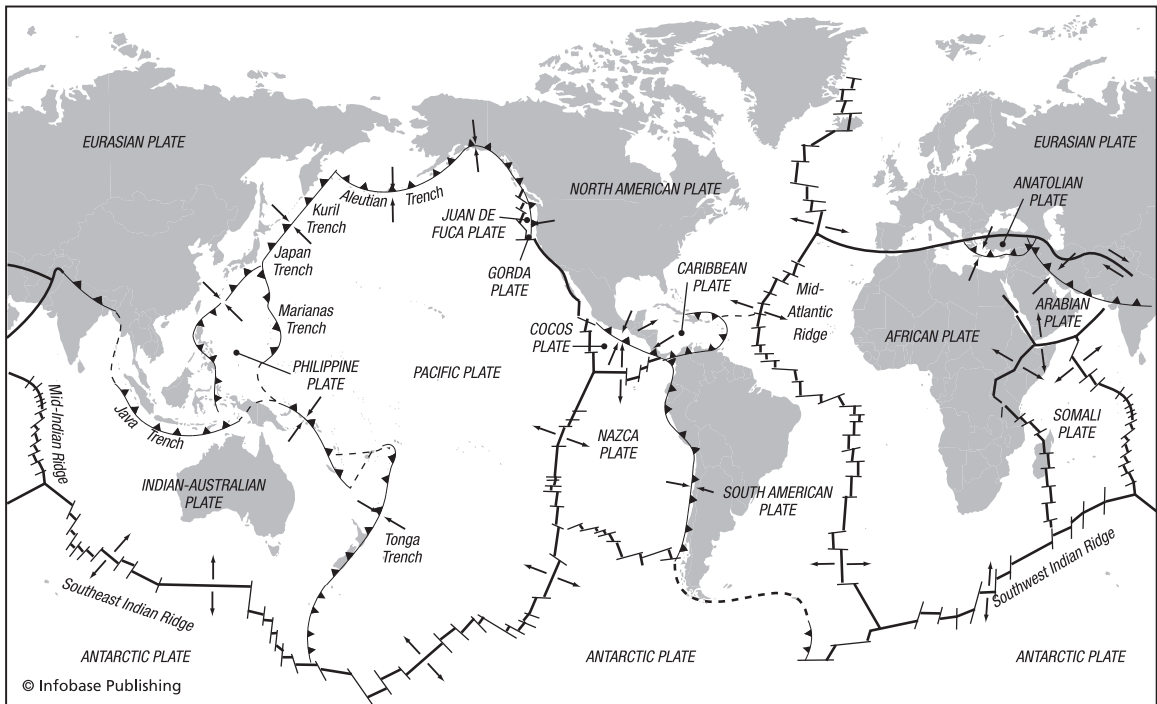 EURASIAN PLATE
EURASIAN PLATE
ANATOLIAN
PLATE
NORTH AMERICAN PLATE
Aleutian Trench
Kuril
Trench
JUAN DE
FUCA PLATE
Japan
Trench
GORDA
PLATE
CARIBBEAN
PLATE
Mid-
Atlantic
Ridge
ARABIAN
PLATE
Marianas
Trench
COCOS
PLATE
AFRICAN PLATE
PHILIPPINE
PLATE
PACIFIC PLATE
Mid-Indian Ridge
Java Trench
NAZCA
PLATE
SOMALI
PLATE
INDIAN-AUSTRALIAN
PLATE
SOUTH AMERICAN
PLATE
Tonga
Trench
Southeast Indian Ridge
Southwest Indian Ridge
ANTARCTIC PLATE
ANTARCTIC PLATE
ANTARCTIC PLATE
© Infobase Publishing